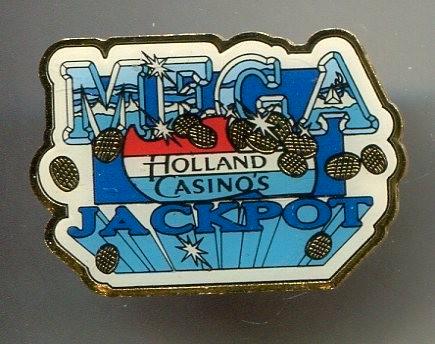 MEGA
HOLLAND
CASINO'S
JACKPOT